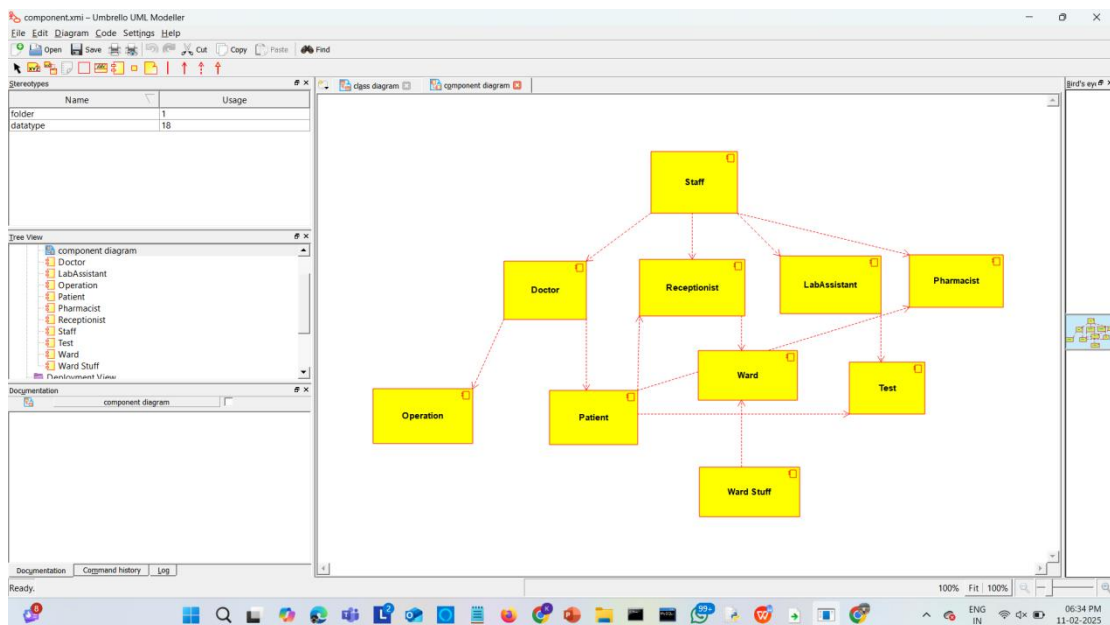 component.xmi – Umbrello UML Modeller
File Edit Diagram Code Settings Help
Open Save Cut Copy Paste Find
Stereotypes
Name Usage
folder 1
datatype 18
Tree View
component diagram
Doctor
LabAssistant
Operation
Patient
Pharmacist
Receptionist
Staff
Test
Ward
Ward Stuff
Deployment View
Documentation
component diagram
Documentation Command history Log
Ready.
class diagram component diagram
Staff
Doctor Receptionist LabAssistant Pharmacist
Ward
Test
Operation Patient
Ward Stuff
Bird's eye
100% Fit 100%
99+
ENG
IN
06:34 PM
11-02-2025